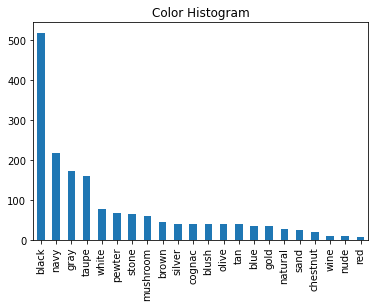 Color Histogram
500
400
300
200
100
0
black
navy
gray
taupe
white
pewter
stone
mushroom
brown
silver
cognac
blush
olive
tan
blue
gold
natural
sand
chestnut
wine
nude
red